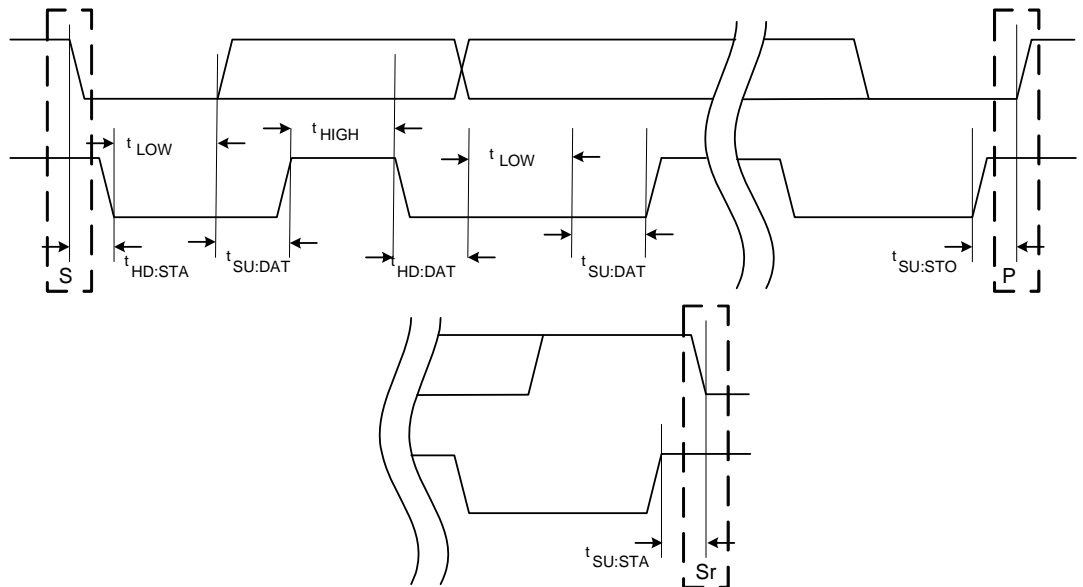 t LOW
t HIGH
t LOW
S
t HD:STA
t SU:DAT
t HD:DAT
t SU:DAT
t SU:STO
P
t SU:STA
Sr